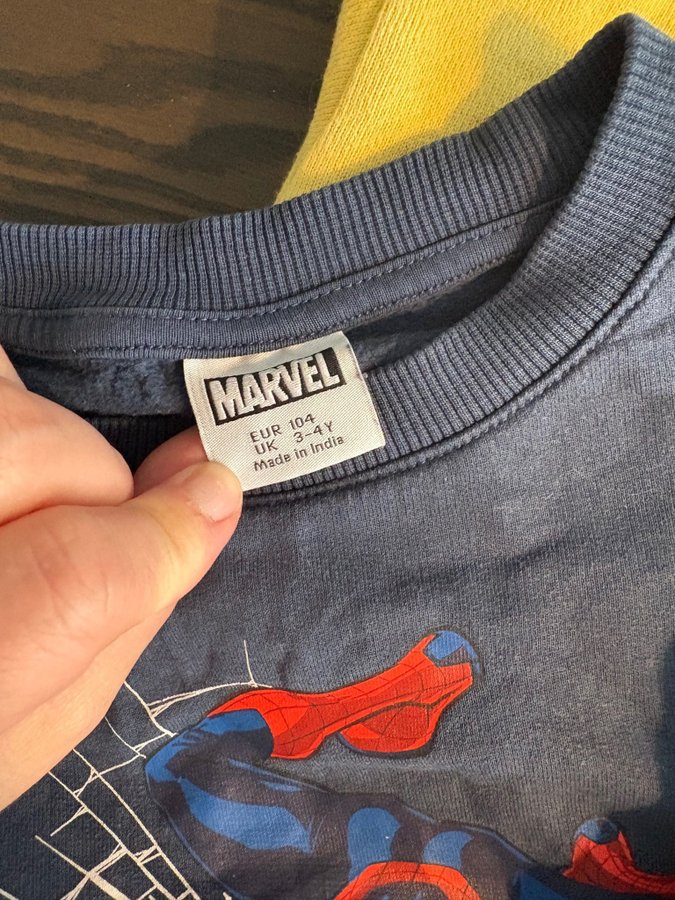 MARVEL
EUR 104
UK 3-4Y
Made in India